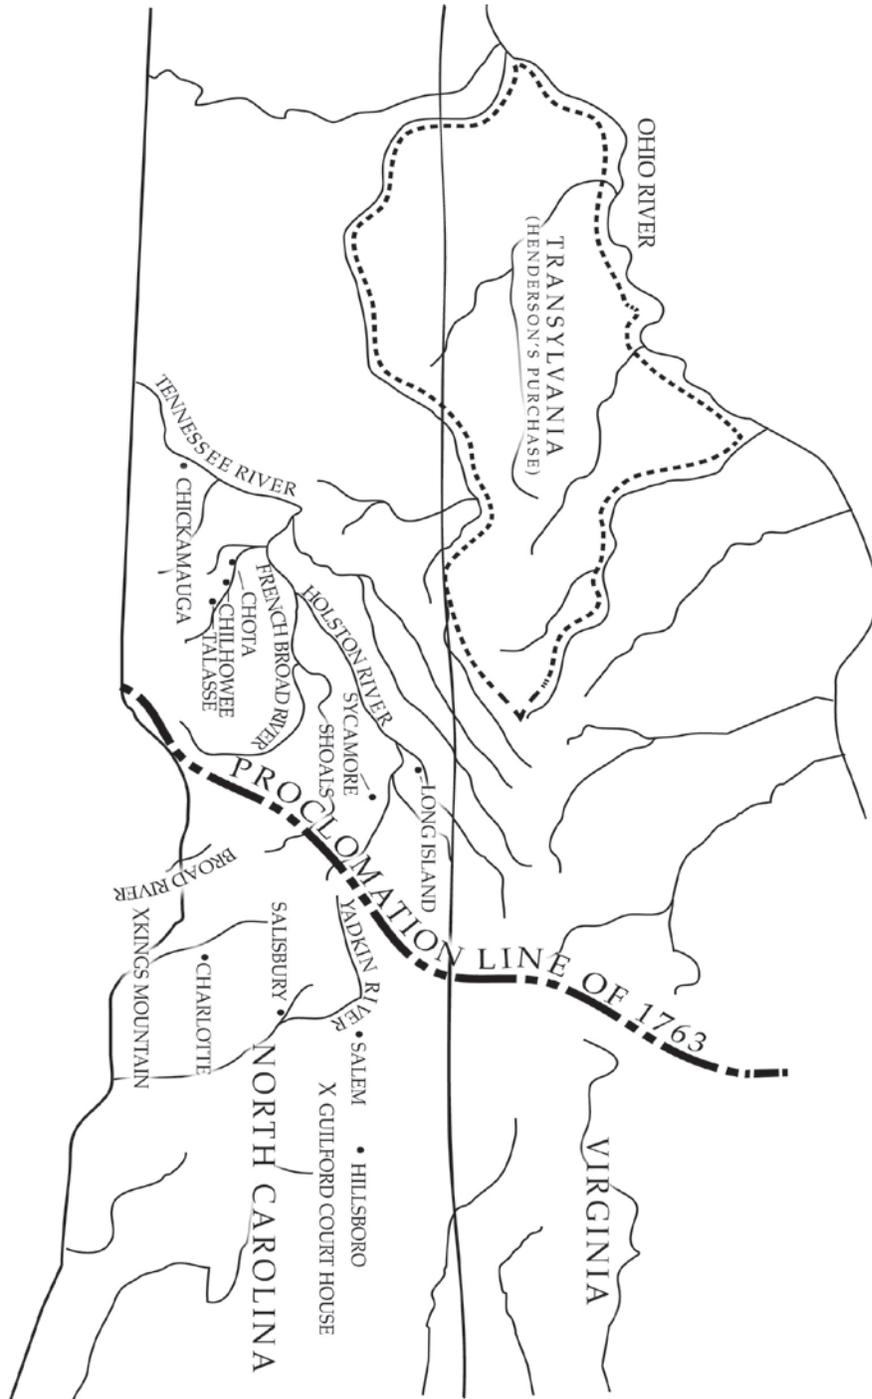 OHIO RIVER
TRANSYLVANIA
(HENDERSON'S PURCHASE)
TENNESSEE RIVER
CHICKAMAUGA
CHOTA
CHILHOWEE
TALASSE
FRENCH BROAD RIVER
HOLSTON RIVER
SYCAMORE
SHOALS
LONG ISLAND
PROCLOMATION LINE OF 1763
BROAD RIVER
XKINGS MOUNTAIN
CHARLOTTE
SALISBURY
YADKIN RIVER
SALEM
X GUILFORD COURT HOUSE
HILLSBORO
NORTH CAROLINA
VIRGINIA